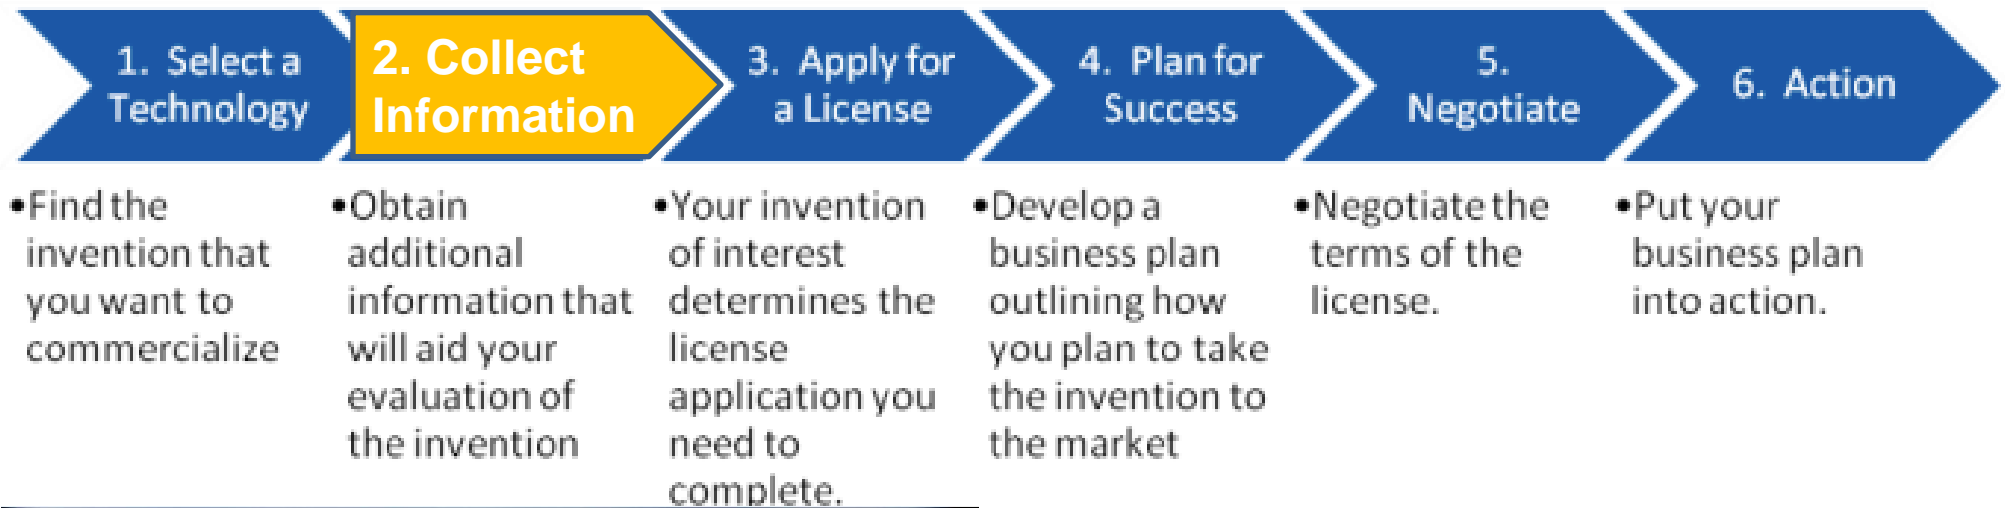 1. Select a
Technology
2. Collect
Information
3. Apply for
a License
4. Plan for
Success
5.
Negotiate
6. Action
•Find the
invention that
you want to
commercialize
•Obtain
additional
information that
will aid your
evaluation of
the invention
•Your invention
of interest
determines the
license
application you
need to
complete.
•Develop a
business plan
outlining how
you plan to take
the invention to
the market
•Negotiate the
terms of the
license.
•Put your
business plan
into action.